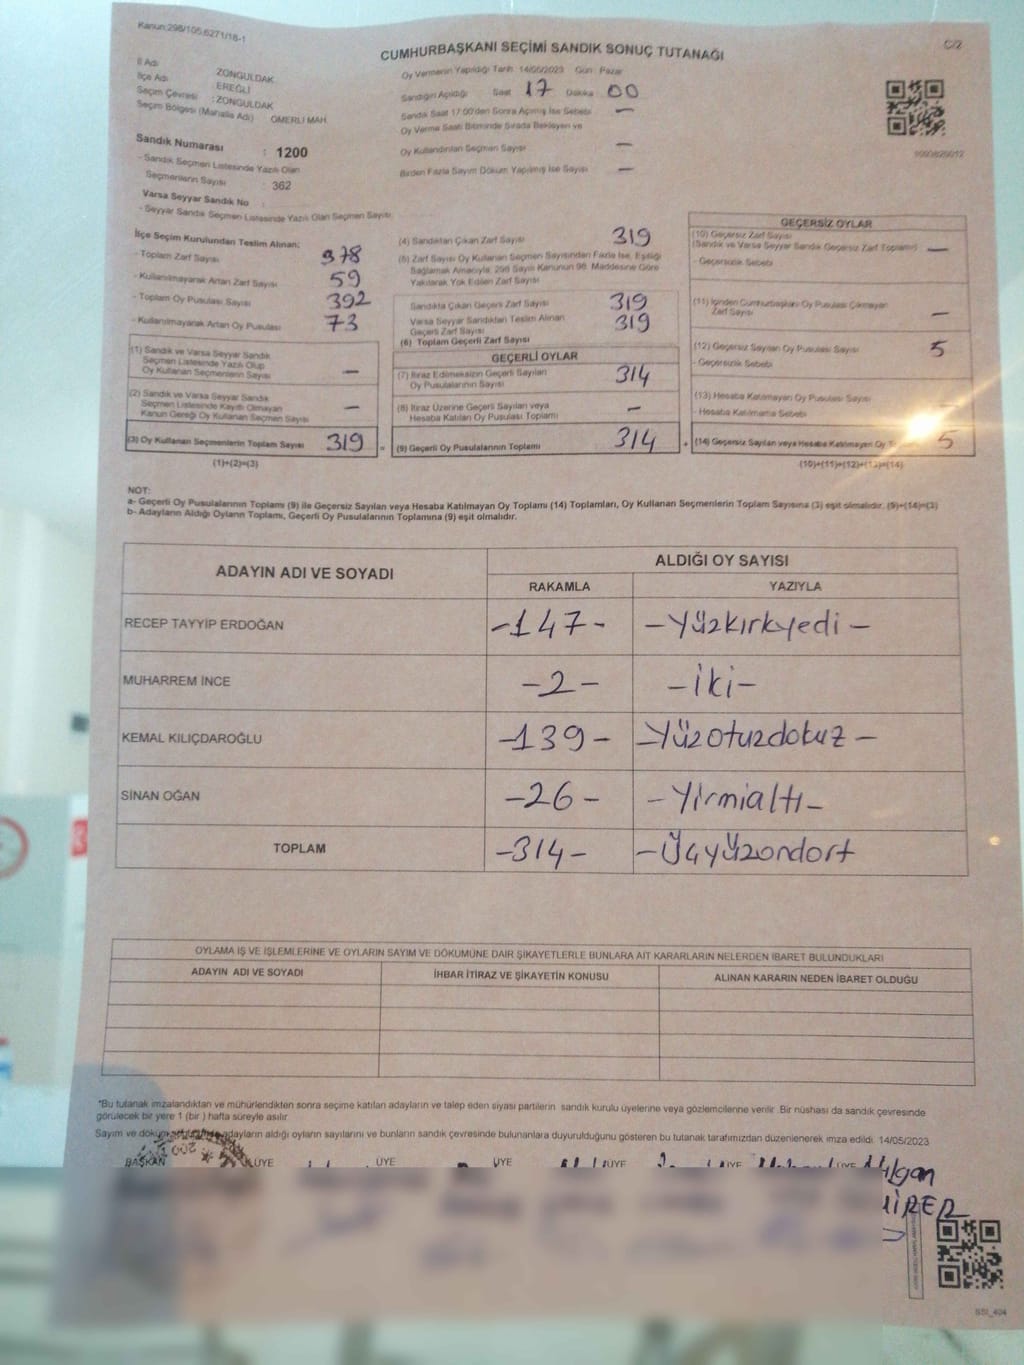 Kanun:298/105,6271/18-1
C/2
CUMHURBAŞKANI SEÇİMİ SANDIK SONUÇ TUTANAĞI
İl Adı ZONGULDAK
İlçe Adı EREĞLİ
Seçim Çevresi : ZONGULDAK
Seçim Bölgesi (Mahalle Adı) ÖMERLİ MAH.
Oy Vermenin Yapıldığı Tarih 14/05/2023 Gün : Pazar
Sandığın Açıldığı Saat 17 Dakika 00
Sandık Saat 17:00'den Sonra Açılmış İse Sebebi —
Oy Verme Saati Bitiminde Sırada Bekleyen ve
Oy Kullandırılan Seçmen Sayısı —
Birden Fazla Sayım Döküm Yapılmış İse Sayısı —
Sandık Numarası : 1200
- Sandık Seçmen Listesinde Yazılı Olan
Seçmenlerin Sayısı : 362
Varsa Seyyar Sandık No
- Seyyar Sandık Seçmen Listesinde Yazılı Olan Seçmen Sayısı
İlçe Seçim Kurulundan Teslim Alınan:
- Toplam Zarf Sayısı 378
- Kullanılmayarak Artan Zarf Sayısı 59
- Toplam Oy Pusulası Sayısı 392
- Kullanılmayarak Artan Oy Pusulası 73
(1) Sandık ve Varsa Seyyar Sandık
Seçmen Listesinde Yazılı Olup
Oy Kullanan Seçmenlerin Sayısı —
(2) Sandık ve Varsa Seyyar Sandık
Seçmen Listesinde Kayıtlı Olmayan
Kanun Gereği Oy Kullanan Seçmen Sayısı —
(3) Oy Kullanan Seçmenlerin Toplam Sayısı 319 =
(1)+(2)=(3)
(4) Sandıktan Çıkan Zarf Sayısı 319
(5) Zarf Sayısı Oy Kullanan Seçmen Sayısından Fazla İse, Eşitliği
Sağlamak Amacıyla, 298 Sayılı Kanunun 98. Maddesine Göre
Yakılarak Yok Edilen Zarf Sayısı
Sandıkta Çıkan Geçerli Zarf Sayısı 319
Varsa Seyyar Sandıktan Teslim Alınan
Geçerli Zarf Sayısı 319
(6) Toplam Geçerli Zarf Sayısı
GEÇERLİ OYLAR
(7) İtiraz Edilmeksizin Geçerli Sayılan
Oy Pusulalarının Sayısı 314
(8) İtiraz Üzerine Geçerli Sayılan veya
Hesaba Katılan Oy Pusulası Toplamı —
(9) Geçerli Oy Pusulalarının Toplamı 314 +
GEÇERSİZ OYLAR
(10) Geçersiz Zarf Sayısı
(Sandık ve Varsa Seyyar Sandık Geçersiz Zarf Toplamı) —
- Geçersizlik Sebebi
(11) İçinden Cumhurbaşkanı Oy Pusulası Çıkmayan
Zarf Sayısı —
(12) Geçersiz Sayılan Oy Pusulası Sayısı 5
- Geçersizlik Sebebi
(13) Hesaba Katılmayan Oy Pusulası Sayısı
- Hesaba Katılmama Sebebi
(14) Geçersiz Sayılan veya Hesaba Katılmayan Oy 5
(10)+(11)+(12)+(13)=(14)
NOT:
a- Geçerli Oy Pusulalarının Toplamı (9) ile Geçersiz Sayılan veya Hesaba Katılmayan Oy Toplamı (14) Toplamları, Oy Kullanan Seçmenlerin Toplam Sayısına (3) eşit olmalıdır. (9)+(14)=(3)
b- Adayların Aldığı Oyların Toplamı, Geçerli Oy Pusulalarının Toplamına (9) eşit olmalıdır.
ADAYIN ADI VE SOYADI
ALDIĞI OY SAYISI
RAKAMLA YAZIYLA
RECEP TAYYİP ERDOĞAN -147- -Yüzkırkyedi-
MUHARREM İNCE -2- -İki-
KEMAL KILIÇDAROĞLU -139- -Yüzotuzdokuz-
SİNAN OĞAN -26- -Yirmialtı-
TOPLAM -314- -Üçyüzondort
OYLAMA İŞ VE İŞLEMLERİNE VE OYLARIN SAYIM VE DÖKÜMÜNE DAİR ŞİKAYETLERLE BUNLARA AİT KARARLARIN NELERDEN İBARET BULUNDUKLARI
ADAYIN ADI VE SOYADI İHBAR İTİRAZ VE ŞİKAYETİN KONUSU ALINAN KARARIN NEDEN İBARET OLDUĞU
*Bu tutanak imzalandıktan ve mühürlendikten sonra seçime katılan adayların ve talep eden siyasi partilerin sandık kurulu üyelerine veya gözlemcilerine verilir .Bir nüshası da sandık çevresinde
görülecek bir yere 1 (bir ) hafta süreyle asılır
Sayım ve döküm adayların aldığı oyların sayılarını ve bunların sandık çevresinde bulunanlara duyurulduğunu gösteren bu tutanak tarafımızdan düzenlenerek imza edildi. 14/05/2023
BAŞKAN ÜYE ÜYE ÜYE ÜYE ÜYE ÜYE